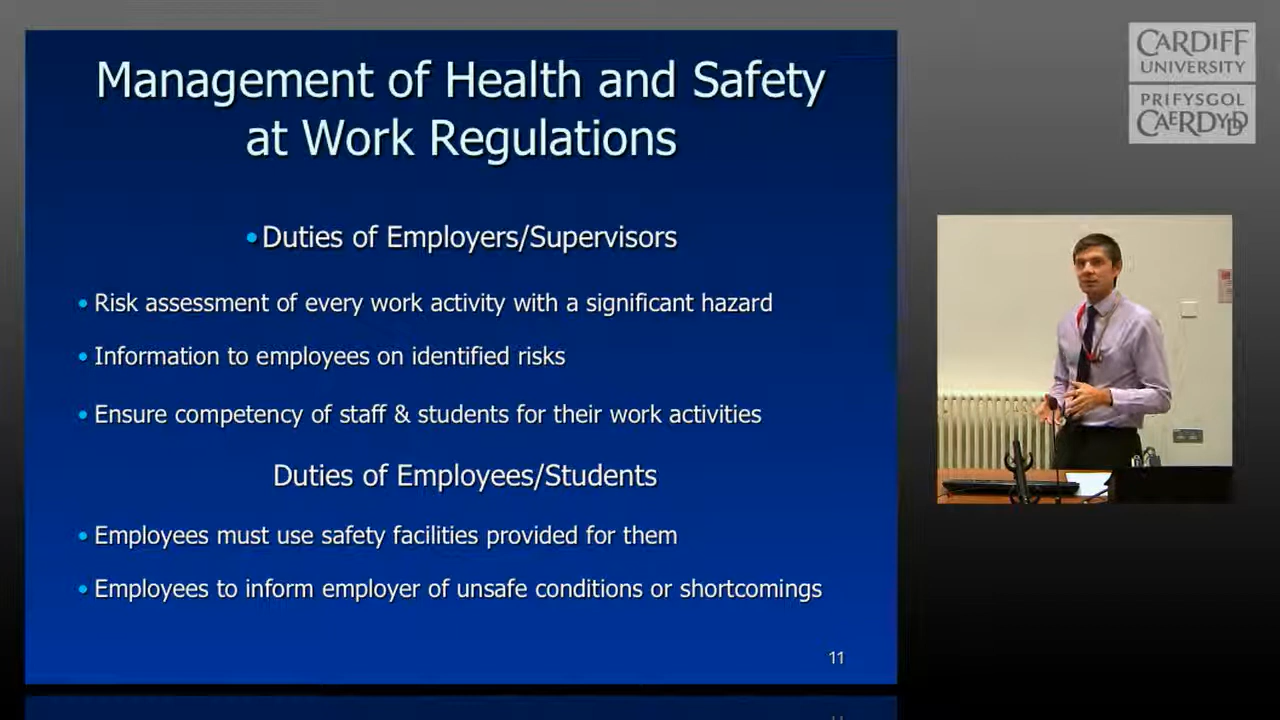 Management of Health and Safety
at Work Regulations
• Duties of Employers/Supervisors
• Risk assessment of every work activity with a significant hazard
• Information to employees on identified risks
• Ensure competency of staff & students for their work activities
Duties of Employees/Students
• Employees must use safety facilities provided for them
• Employees to inform employer of unsafe conditions or shortcomings
11
CARDIFF
UNIVERSITY
PRIFYSGOL
CAERDYDD